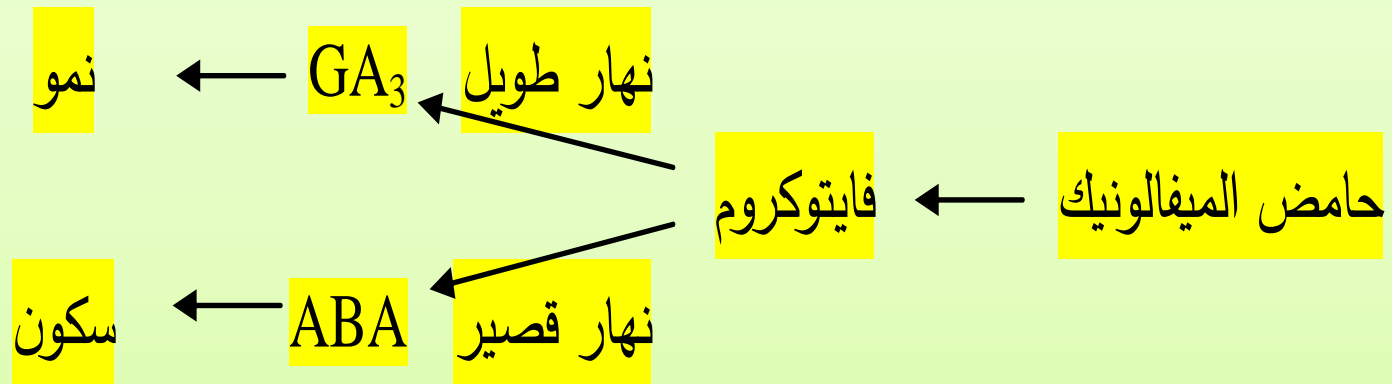 نهار طويل GA₃ نمو
حامض الميفالونيك فايتوكروم
نهار قصير ABA سكون